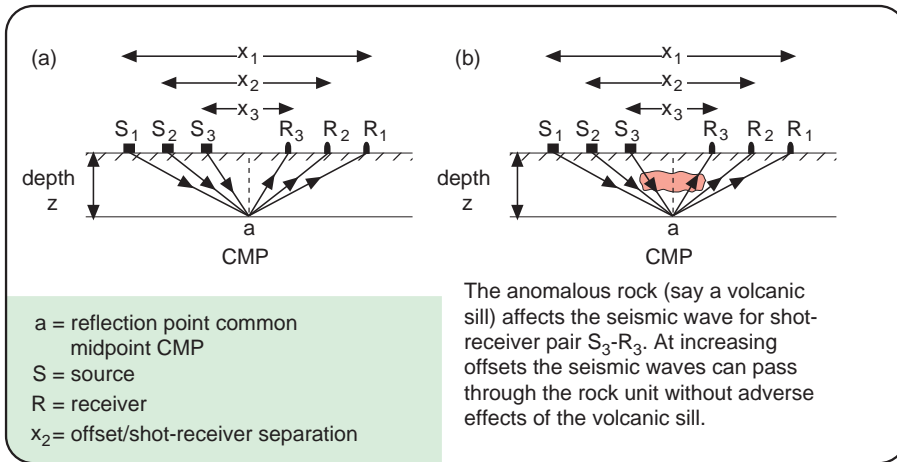 (a)
x1
x2
x3
S1 S2 S3 R3 R2 R1
depth
z
a
CMP
(b)
x1
x2
x3
S1 S2 S3 R3 R2 R1
depth
z
a
CMP
a = reflection point common
midpoint CMP
S = source
R = receiver
x2= offset/shot-receiver separation
The anomalous rock (say a volcanic
sill) affects the seismic wave for shot-
receiver pair S3-R3. At increasing
offsets the seismic waves can pass
through the rock unit without adverse
effects of the volcanic sill.